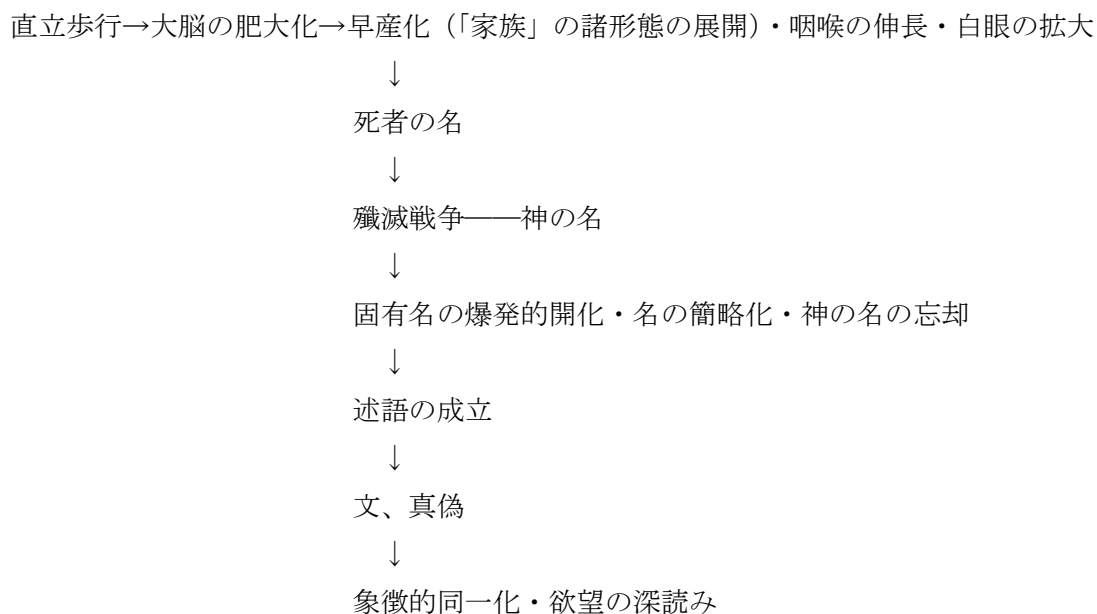 直立歩行→大脳の肥大化→早産化（「家族」の諸形態の展開）・咽喉の伸長・白眼の拡大
↓
死者の名
↓
殲滅戦争――神の名
↓
固有名の爆発的開化・名の簡略化・神の名の忘却
↓
述語の成立
↓
文、真偽
↓
象徴的同一化・欲望の深読み